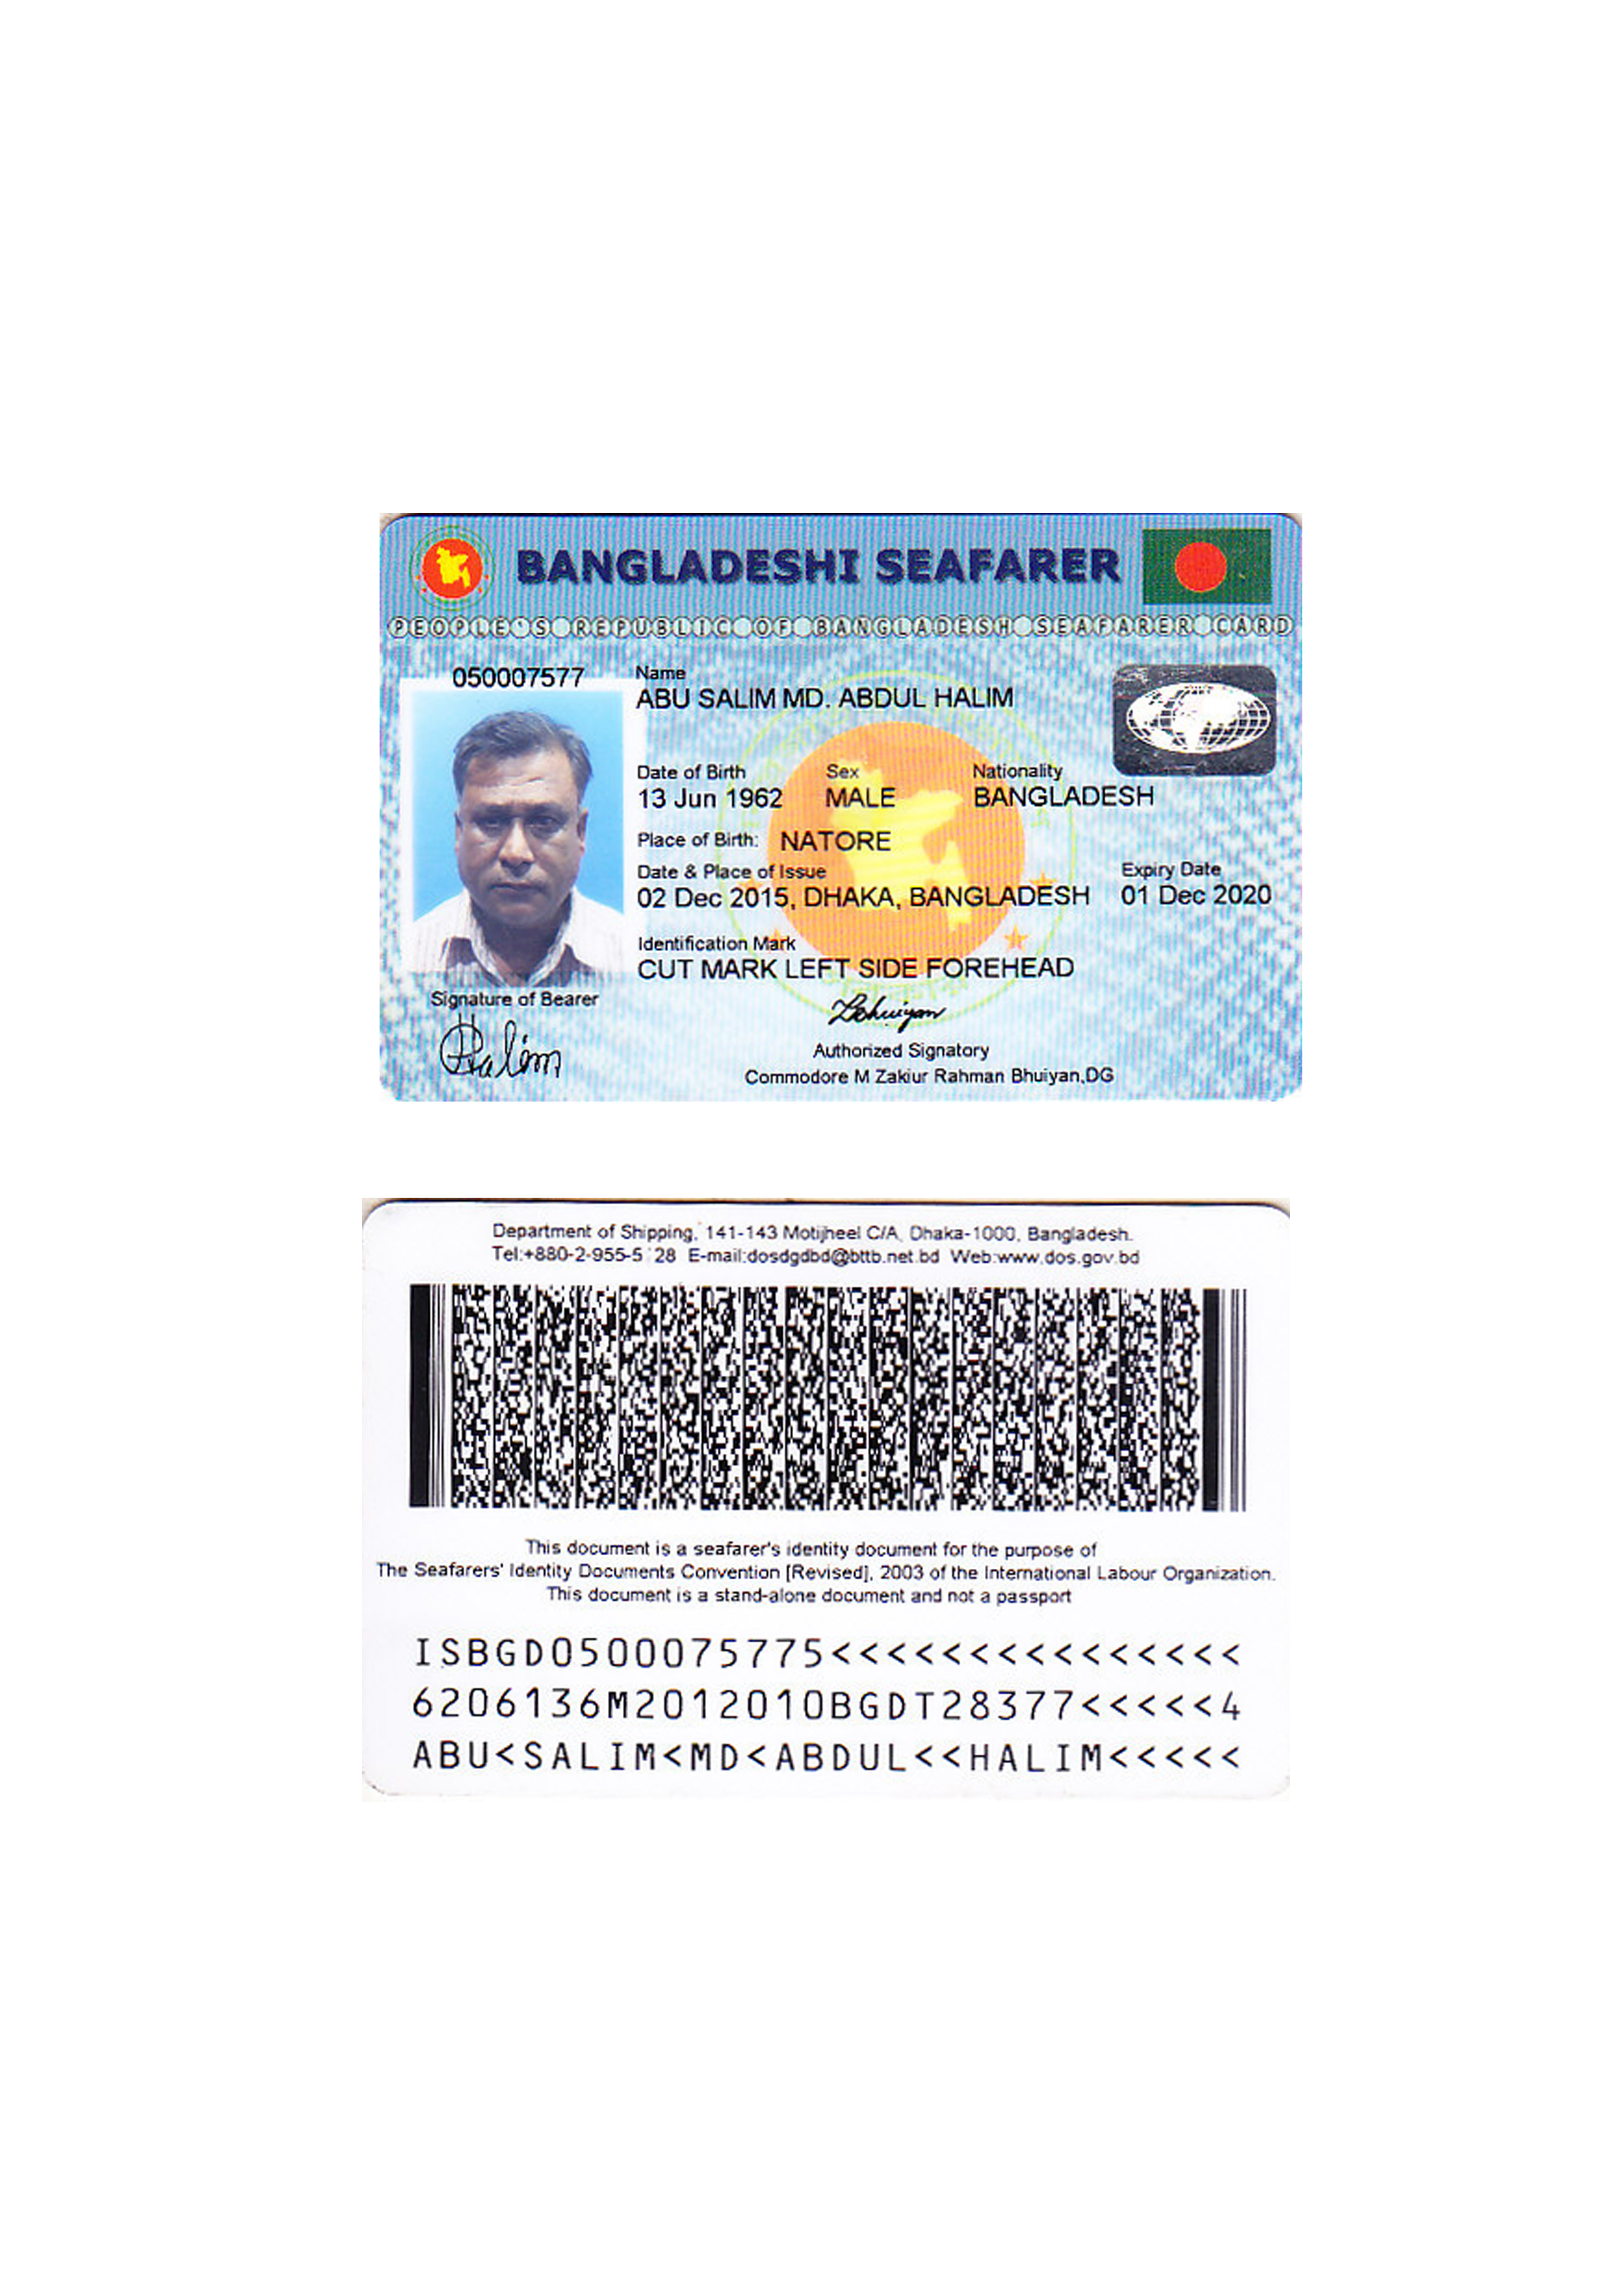 BANGLADESHI SEAFARER
PEOPLE'S REPUBLIC OF BANGLADESH SEAFARER CARD
050007577
Name
ABU SALIM MD. ABDUL HALIM
Date of Birth Sex Nationality
13 Jun 1962 MALE BANGLADESH
Place of Birth: NATORE
Date & Place of Issue Expiry Date
02 Dec 2015, DHAKA, BANGLADESH 01 Dec 2020
Identification Mark
CUT MARK LEFT SIDE FOREHEAD
Signature of Bearer
Halim
Authorized Signatory
Commodore M Zakiur Rahman Bhuiyan,DG
Department of Shipping, 141-143 Motijheel C/A, Dhaka-1000, Bangladesh.
Tel:+880-2-955-5 28 E-mail:dosdgdbd@bttb.net.bd Web:www.dos.gov.bd
This document is a seafarer's identity document for the purpose of
The Seafarers' Identity Documents Convention [Revised], 2003 of the International Labour Organization.
This document is a stand-alone document and not a passport
ISBGD0500075775<<<<<<<<<<<<<<<
6206136M2012010BGDT28377<<<<<4
ABU<SALIM<MD<ABDUL<<HALIM<<<<<